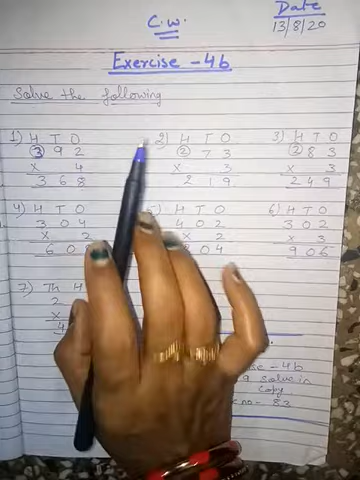 C.W.
Date
13/8/20
Exercise - 4b
Solve the following
1) H T O
③ 9 2
x 4
3 6 8
2) H T O
② 7 3
x 3
2 1 9
3) H T O
② 8 3
x 3
2 4 9
4) H T O
3 0 4
x 2
6 0
4 0 2
x 2
8 0 4
6) H T O
3 0 2
x 3
9 0 6
7) Th H
2
x
4
- 4b
9 solve in
copy
no - 83